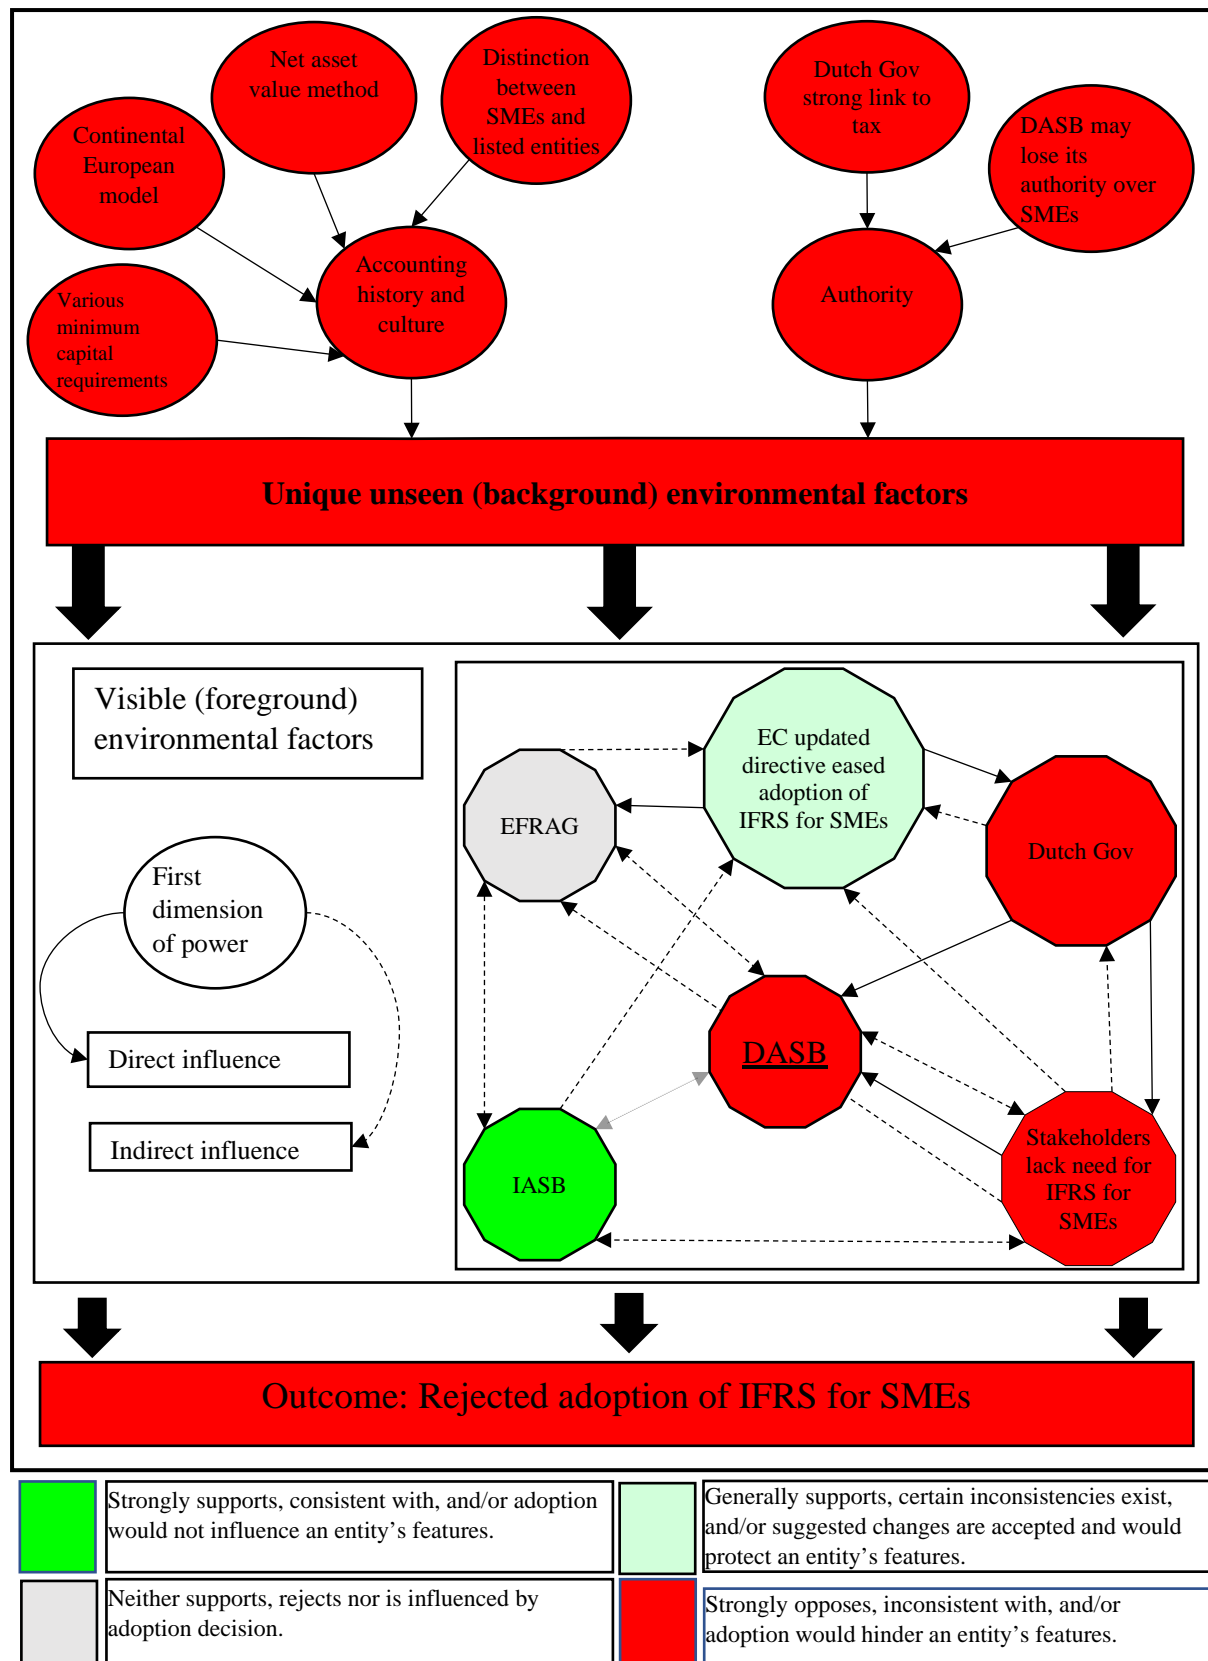 Net asset
value method
Distinction
between
SMEs and
listed entities
Dutch Gov
strong link to
tax
Continental
European
model
DASB may
lose its
authority over
SMEs
Various
minimum
capital
requirements
Accounting
history and
culture
Authority
Unique unseen (background) environmental factors
Visible (foreground)
environmental factors
EC updated
directive eased
adoption of
IFRS for SMEs
EFRAG
Dutch Gov
First
dimension
of power
Direct influence
Indirect influence
DASB
IASB
Stakeholders
lack need for
IFRS for
SMEs
Outcome: Rejected adoption of IFRS for SMEs
Strongly supports, consistent with, and/or adoption
would not influence an entity’s features.
Generally supports, certain inconsistencies exist,
and/or suggested changes are accepted and would
protect an entity’s features.
Neither supports, rejects nor is influenced by
adoption decision.
Strongly opposes, inconsistent with, and/or
adoption would hinder an entity’s features.